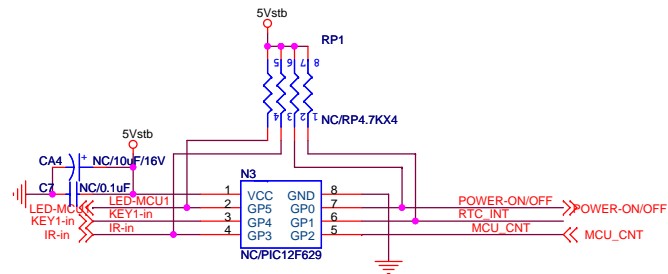 5Vstb
RP1
5 6 7 8
4 3 2 1
NC/RP4.7KX4
5Vstb
CA4 + NC/10uF/16V
C7 NC/0.1uF
N3
1 VCC GND 8
2 GP5 GP0 7
3 GP4 GP1 6
4 GP3 GP2 5
NC/PIC12F629
LED-MCU1
LED-MC
KEY1-in KEY1-in
IR-in IR-in
POWER-ON/OFF POWER-ON/OFF
RTC_INT
MCU_CNT MCU_CNT